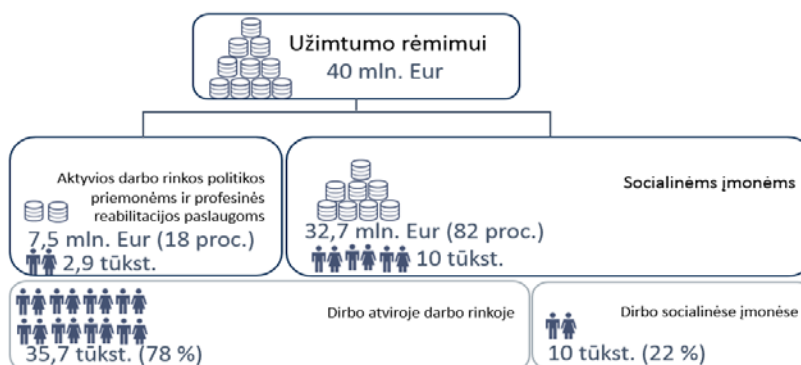 Užimtumo rėmimui
40 mln. Eur
Aktyvios darbo rinkos politikos
priemonėms ir profesinės
reabilitacijos paslaugoms
7,5 mln. Eur (18 proc.)
2,9 tūkst.
Socialinėms įmonėms
32,7 mln. Eur (82 proc.)
10 tūkst.
Dirbo atviroje darbo rinkoje
35,7 tūkst. (78 %)
Dirbo socialinėse įmonėse
10 tūkst. (22 %)